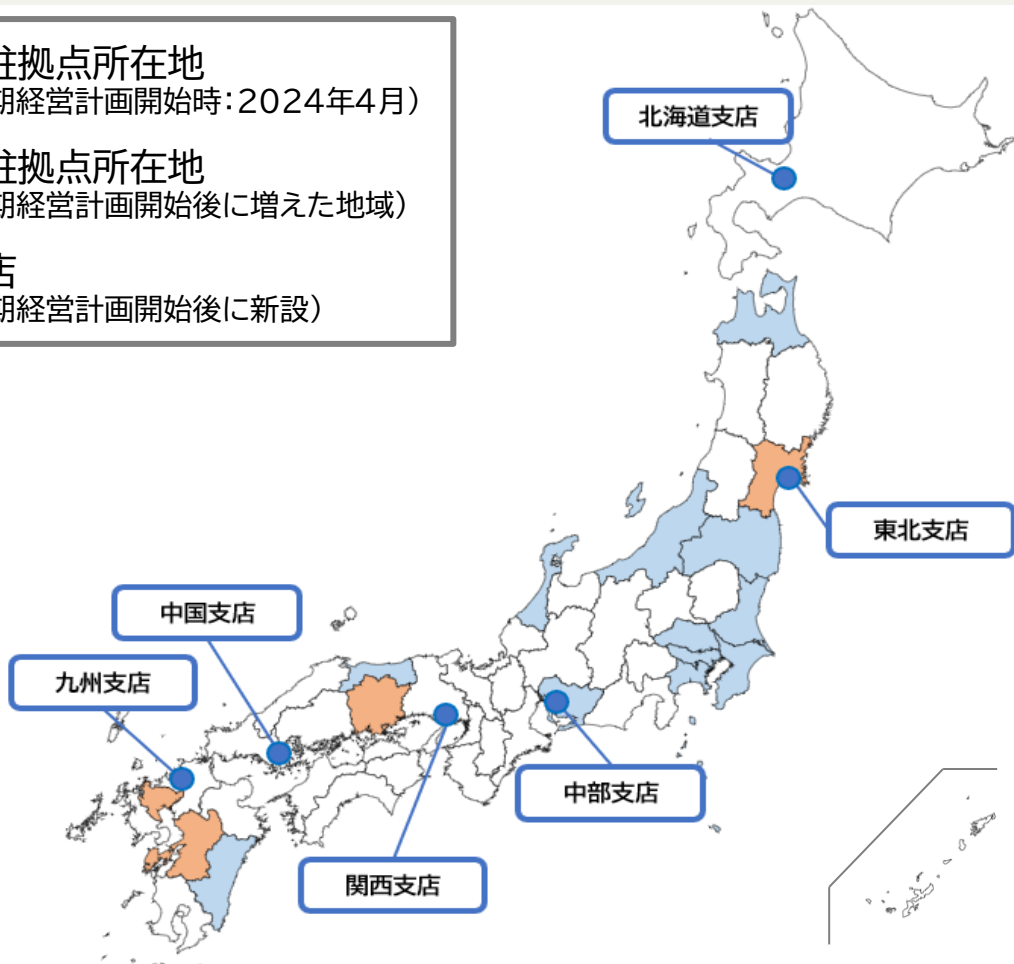 拠点所在地
期経営計画開始時：2024年4月）
拠点所在地
期経営計画開始後に増えた地域）
店
期経営計画開始後に新設）
北海道支店
東北支店
中国支店
九州支店
中部支店
関西支店